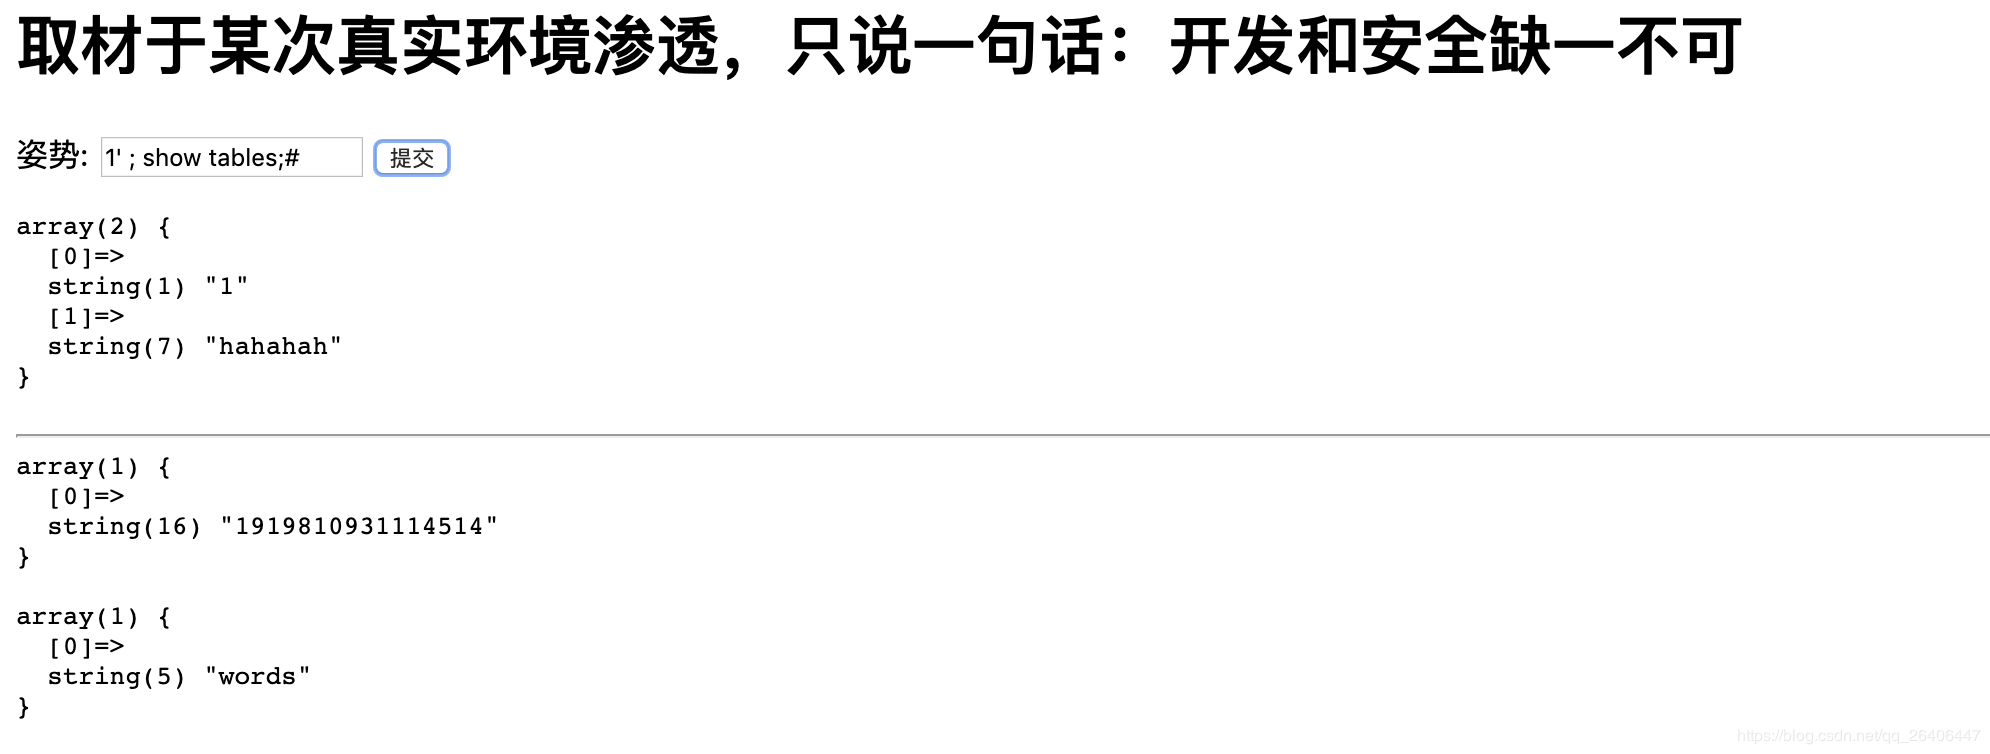 取材于某次真实环境渗透，只说一句话：开发和安全缺一不可
姿势: 1' ; show tables;# 提交
array(2) {
  [0]=>
  string(1) "1"
  [1]=>
  string(7) "hahahah"
}
array(1) {
  [0]=>
  string(16) "1919810931114514"
}
array(1) {
  [0]=>
  string(5) "words"
}
https://blog.csdn.net/qq_26406447